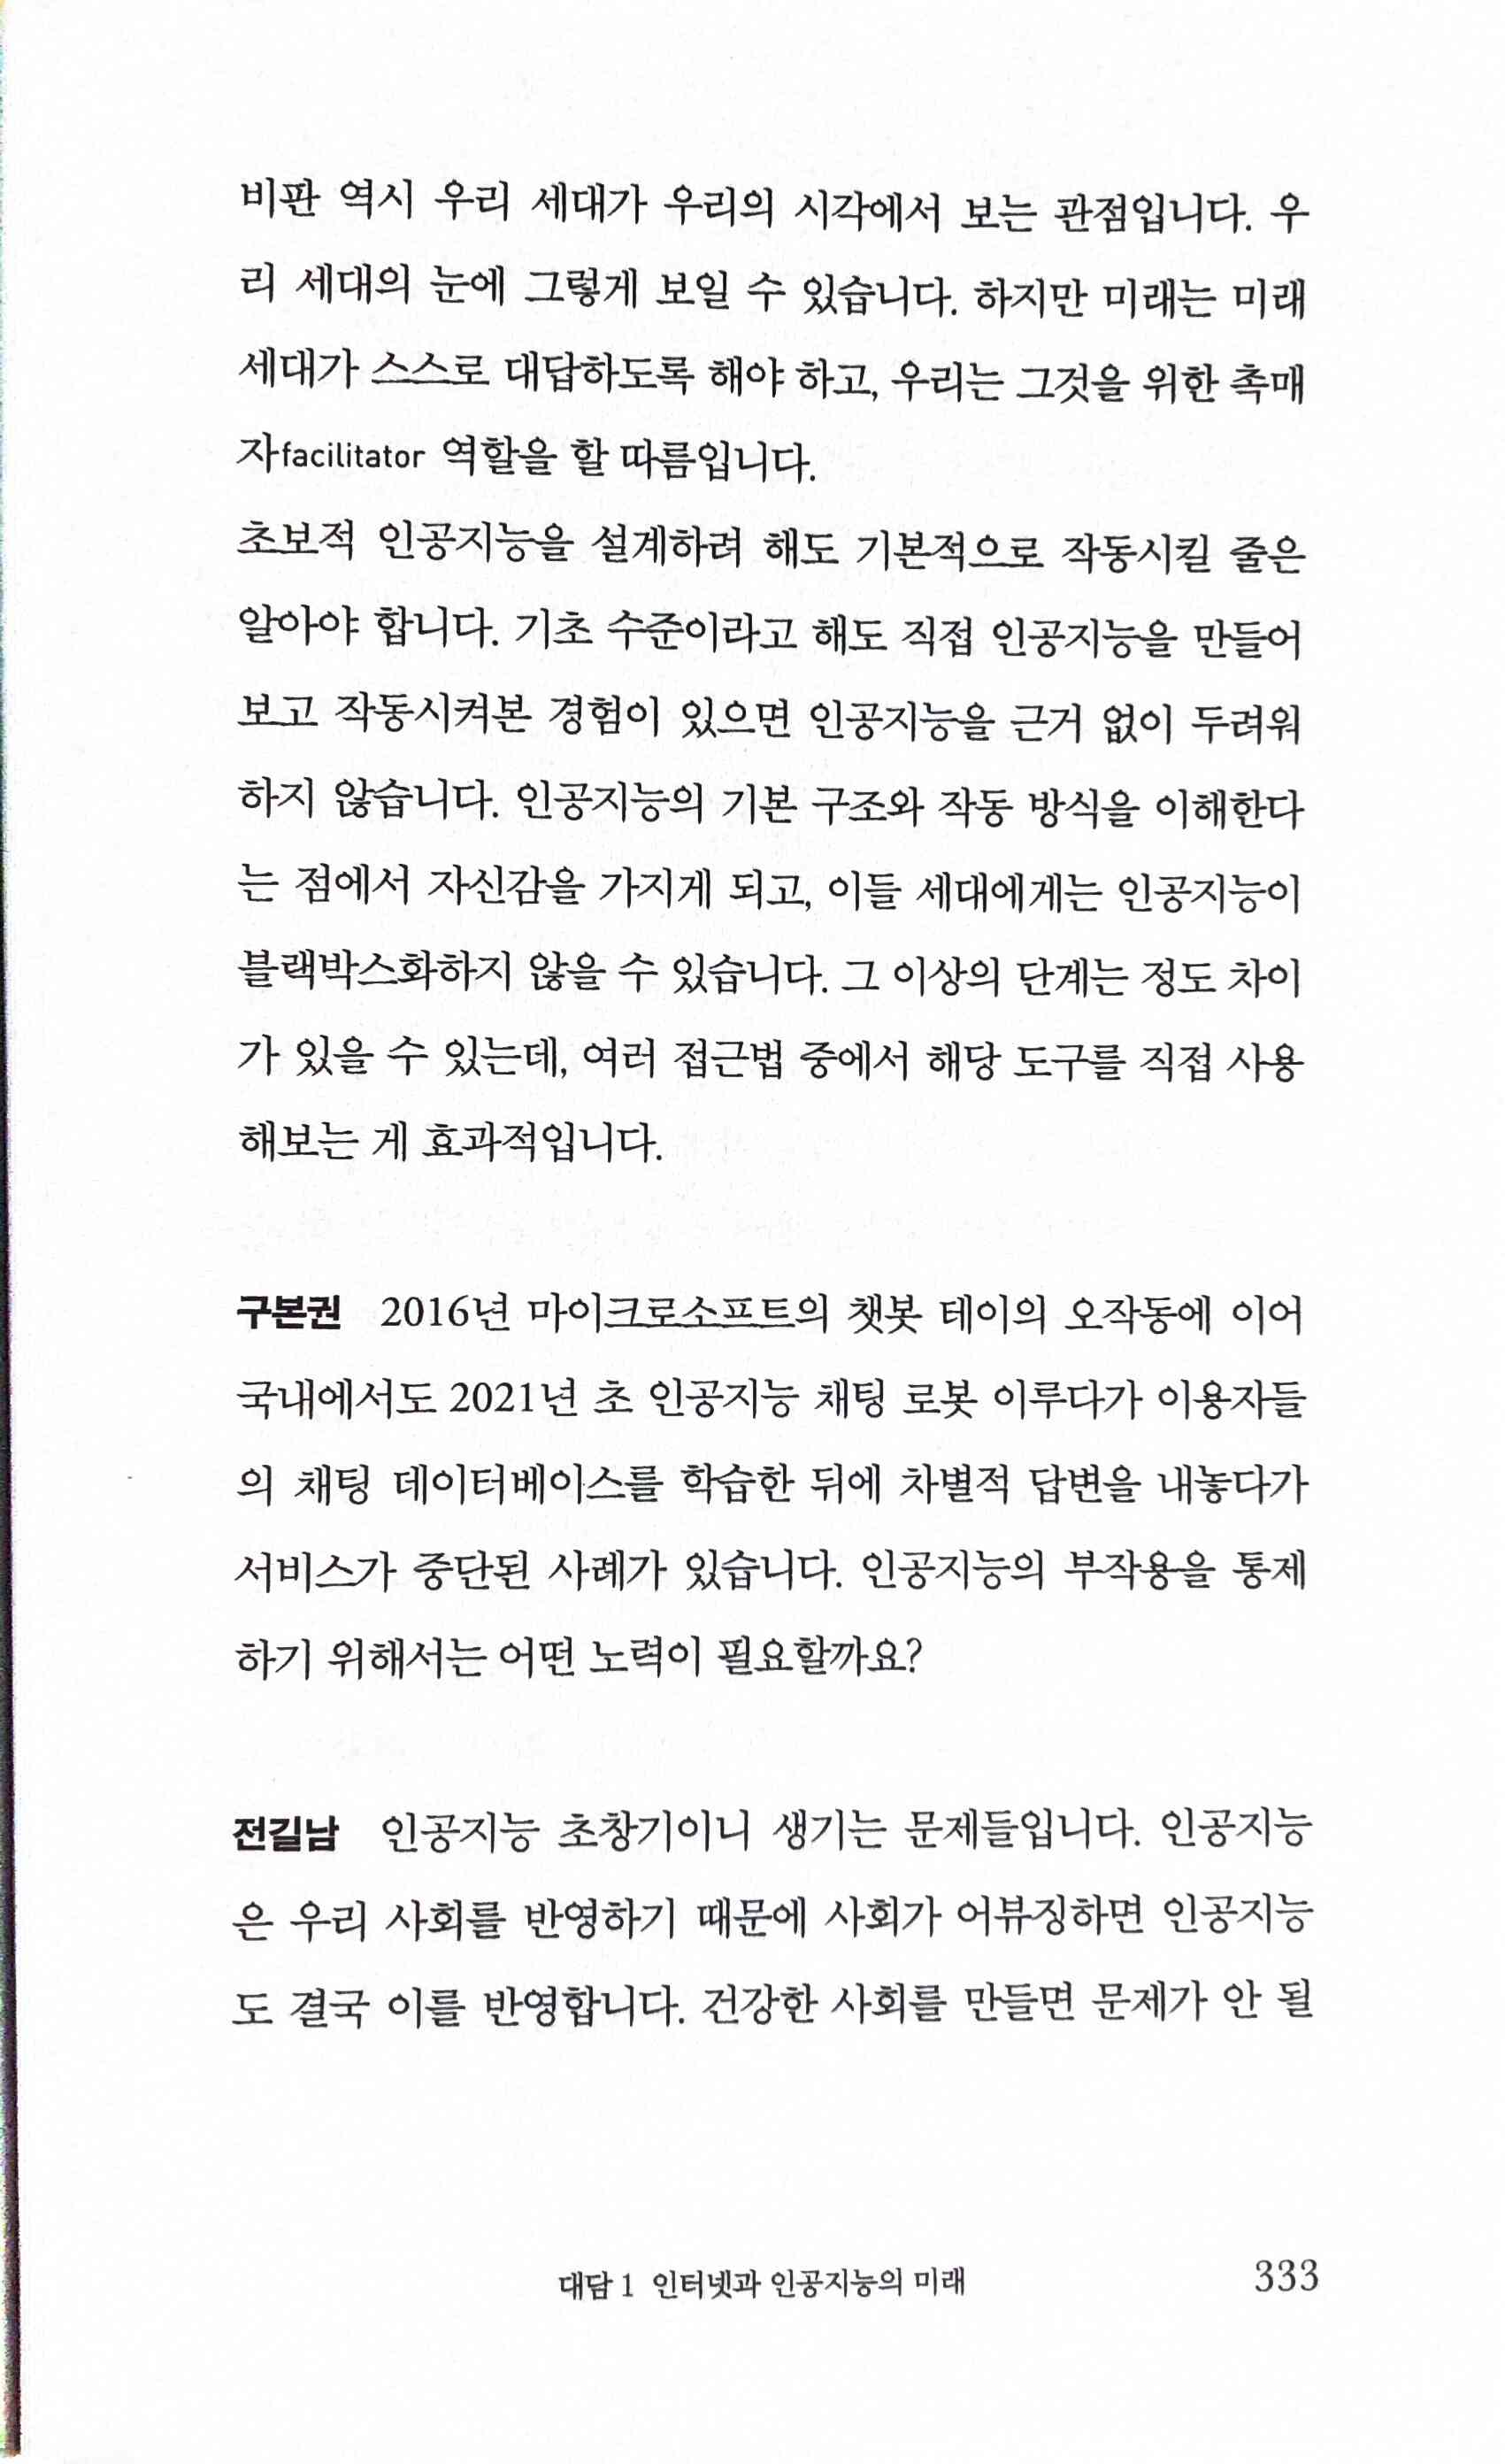 비판 역시 우리 세대가 우리의 시각에서 보는 관점입니다. 우
리 세대의 눈에 그렇게 보일 수 있습니다. 하지만 미래는 미래
세대가 스스로 대답하도록 해야 하고, 우리는 그것을 위한 촉매
자facilitator 역할을 할 따름입니다.
초보적 인공지능을 설계하려 해도 기본적으로 작동시킬 줄은
알아야 합니다. 기초 수준이라고 해도 직접 인공지능을 만들어
보고 작동시켜본 경험이 있으면 인공지능을 근거 없이 두려워
하지 않습니다. 인공지능의 기본 구조와 작동 방식을 이해한다
는 점에서 자신감을 가지게 되고, 이들 세대에게는 인공지능이
블랙박스화하지 않을 수 있습니다. 그 이상의 단계는 정도 차이
가 있을 수 있는데, 여러 접근법 중에서 해당 도구를 직접 사용
해보는 게 효과적입니다.
구본권 2016년 마이크로소프트의 챗봇 테이의 오작동에 이어
국내에서도 2021년 초 인공지능 채팅 로봇 이루다가 이용자들
의 채팅 데이터베이스를 학습한 뒤에 차별적 답변을 내놓다가
서비스가 중단된 사례가 있습니다. 인공지능의 부작용을 통제
하기 위해서는 어떤 노력이 필요할까요?
전길남 인공지능 초창기이니 생기는 문제들입니다. 인공지능
은 우리 사회를 반영하기 때문에 사회가 어뷰징하면 인공지능
도 결국 이를 반영합니다. 건강한 사회를 만들면 문제가 안 될
대담 1 인터넷과 인공지능의 미래 333